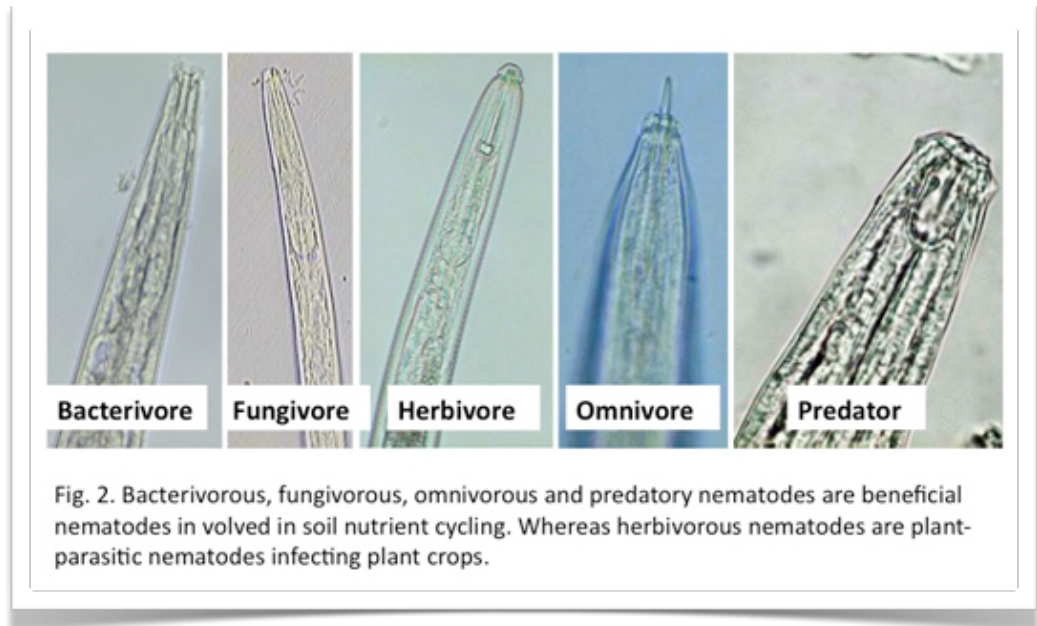 Bacterivore
Fungivore
Herbivore
Omnivore
Predator
Fig. 2. Bacterivorous, fungivorous, omnivorous and predatory nematodes are beneficial
nematodes in volved in soil nutrient cycling. Whereas herbivorous nematodes are plant-
parasitic nematodes infecting plant crops.